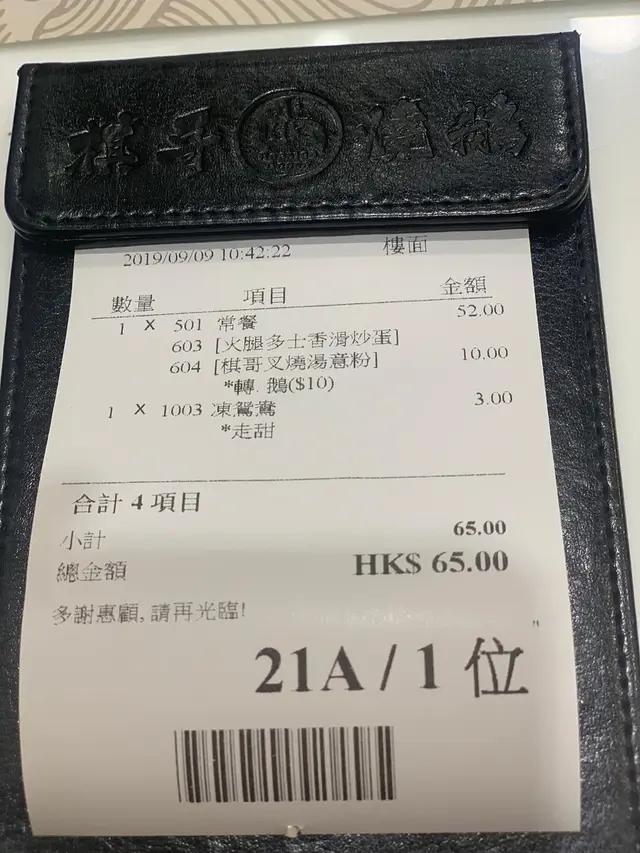 棋子燒鵝
2019/09/09 10:42:22 樓面
數量 項目 金額
1 X 501 常餐 52.00
603 [火腿多士香滑炒蛋]
604 [棋哥叉燒湯意粉] 10.00
*轉. 鵝($10)
1 X 1003 凍鴛鴦 3.00
*走甜
合計 4 項目
小計 65.00
總金額 HK$ 65.00
多謝惠顧, 請再光臨!
21A / 1 位